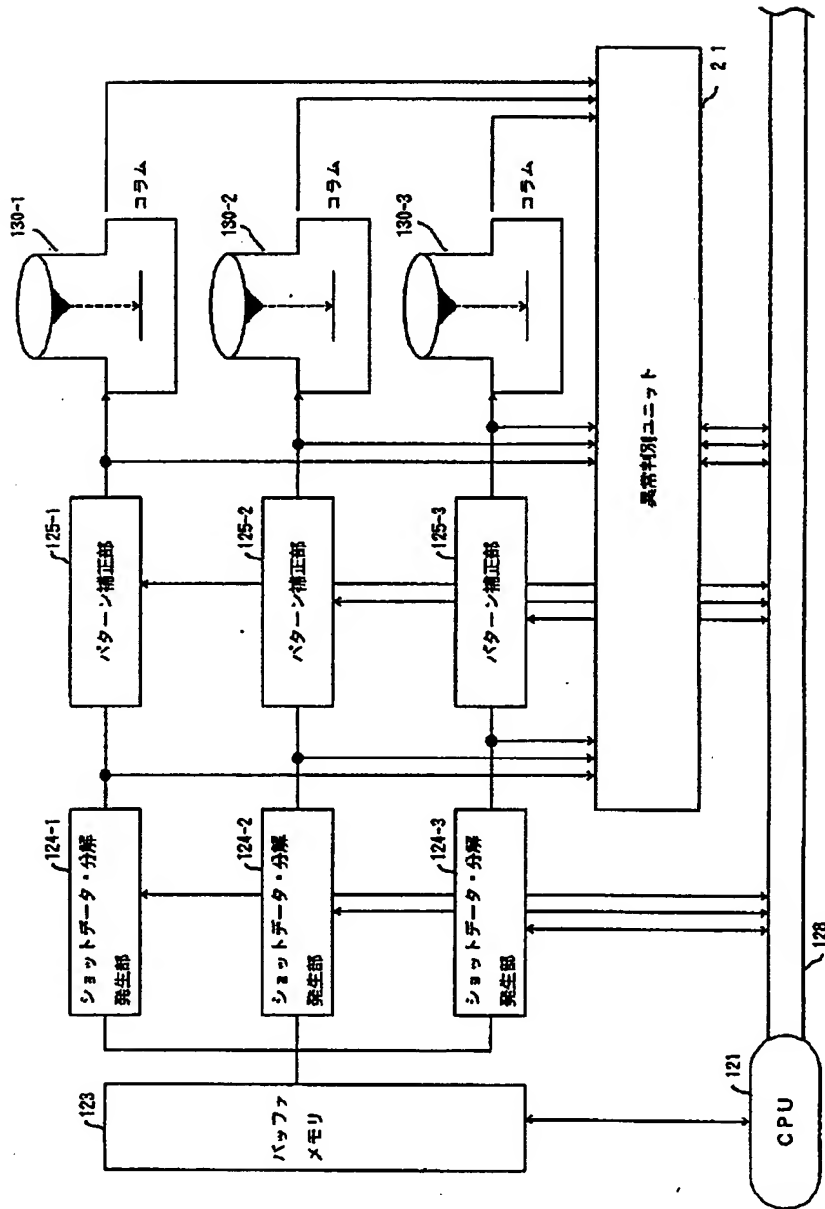 123
バッファ
メモリ
124-1
ショットデータ・分解
発生部
125-1
パターン補正部
130-1
コラム
124-2
ショットデータ・分解
発生部
125-2
パターン補正部
130-2
コラム
124-3
ショットデータ・分解
発生部
125-3
パターン補正部
130-3
コラム
異常判別ユニット
21
121
CPU
128